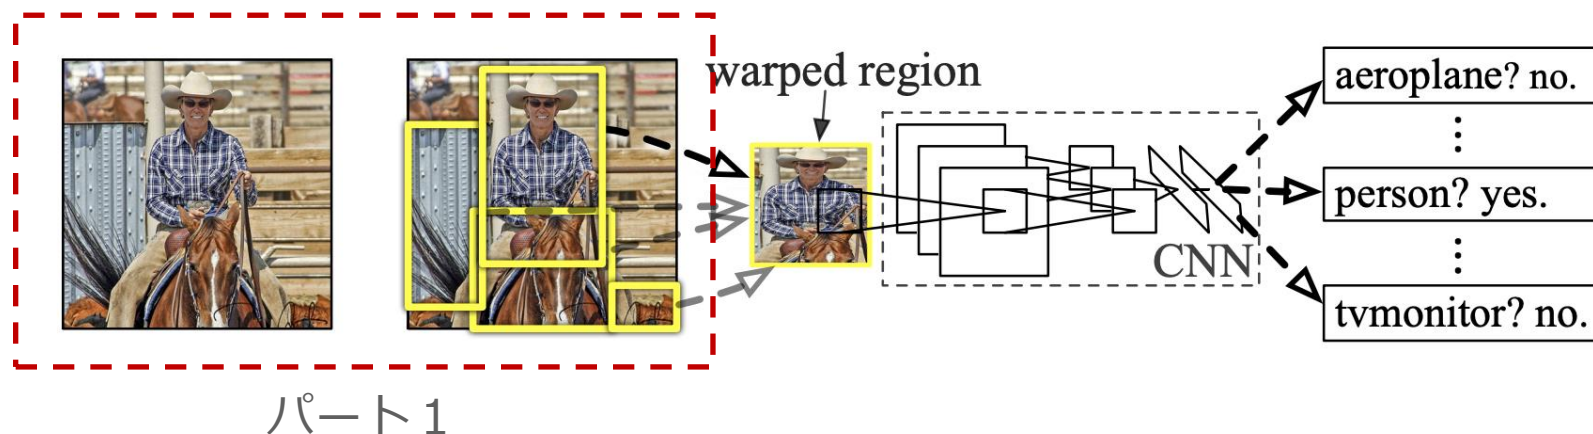 warped region
aeroplane? no.
person? yes.
CNN
tvmonitor? no.
パート１